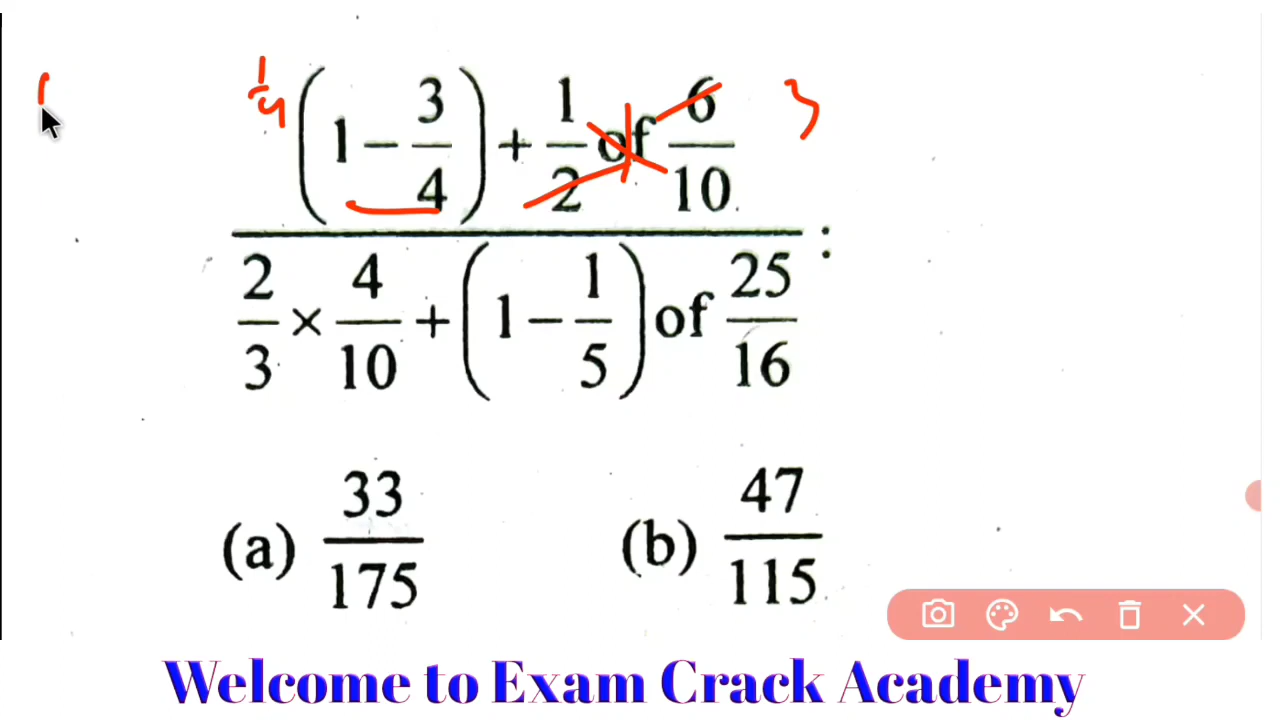 1/4 (1 − 3/4) + 1/2 of 6/10 3
2/3 × 4/10 + (1 − 1/5) of 25/16 :
(a) 33/175 (b) 47/115
Welcome to Exam Crack Academy